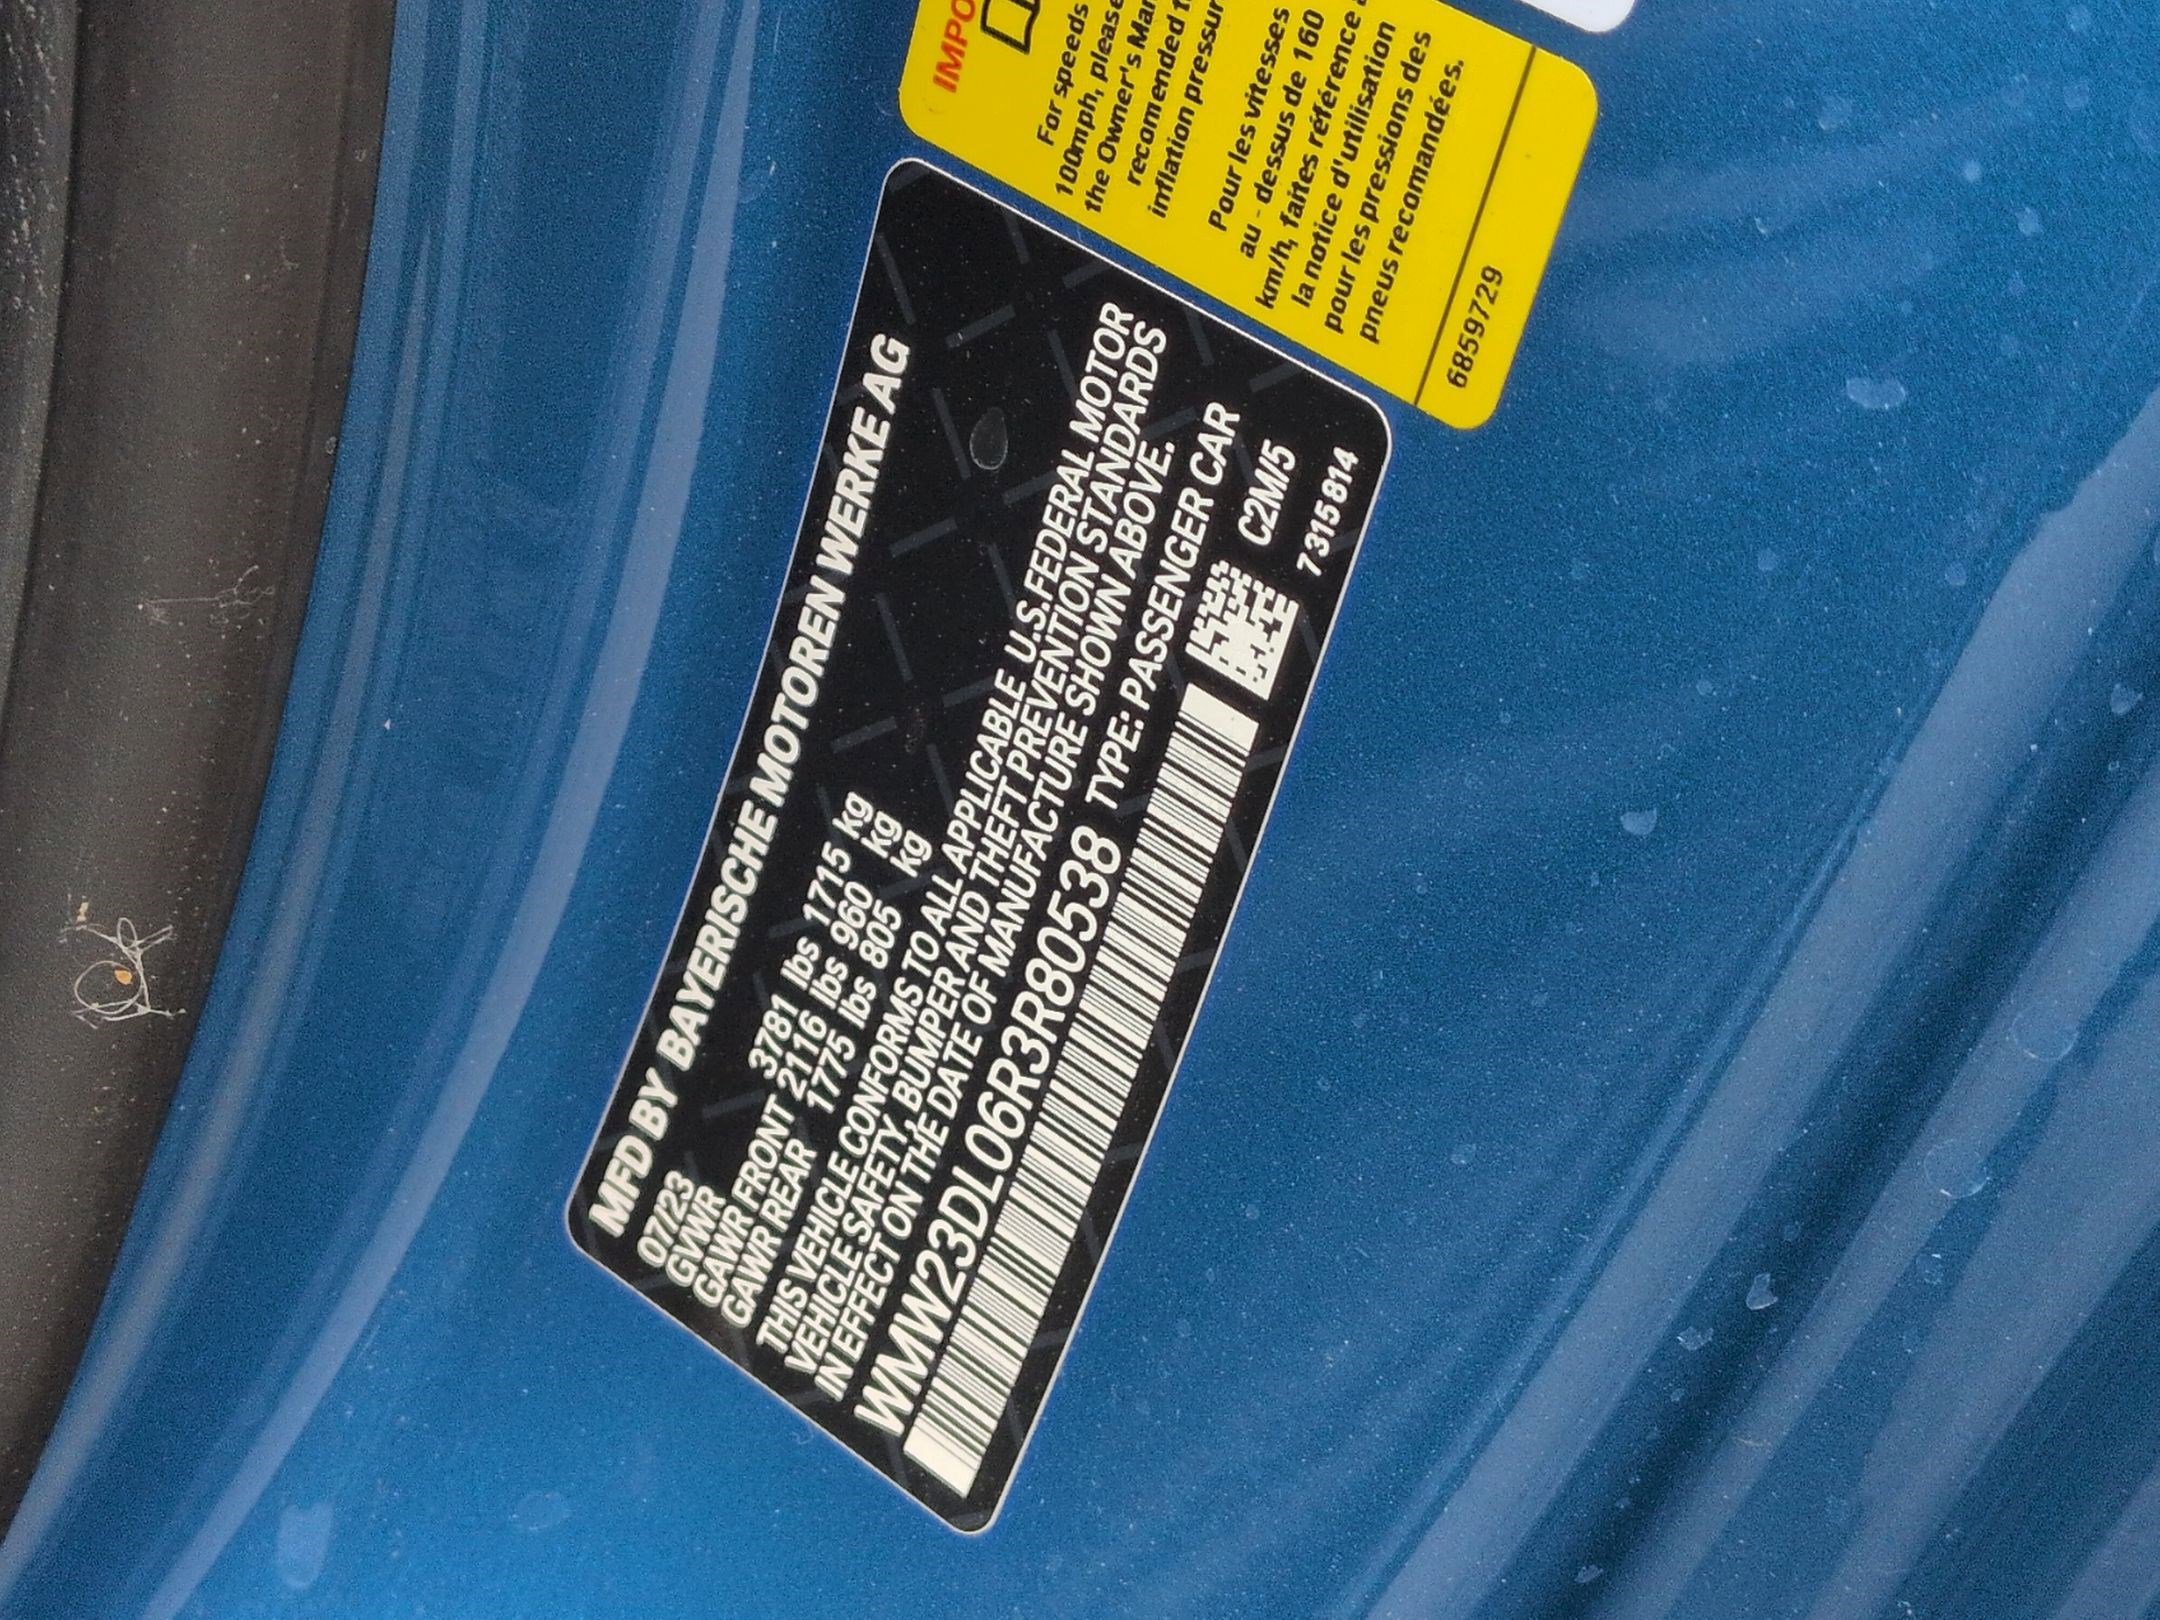 MFD BY BAYERISCHE MOTOREN WERKE AG
07/23
GVWR 3781 lbs 1715 kg
GAWR FRONT 2116 lbs 960 kg
GAWR REAR 1775 lbs 805 kg
THIS VEHICLE CONFORMS TO ALL APPLICABLE U.S.FEDERAL MOTOR
VEHICLE SAFETY, BUMPER AND THEFT PREVENTION STANDARDS
IN EFFECT ON THE DATE OF MANUFACTURE SHOWN ABOVE.
WMW23DL06R3R80538 TYPE: PASSENGER CAR
C2M/5
7315814
For speeds
100mph, please
the Owner's
recomended
inflation
Pour les vitesses
au - dessus de 160
km/h, faites référence
la notice d'utilisation
pour les pressions des
pneus recomandées.
6859729